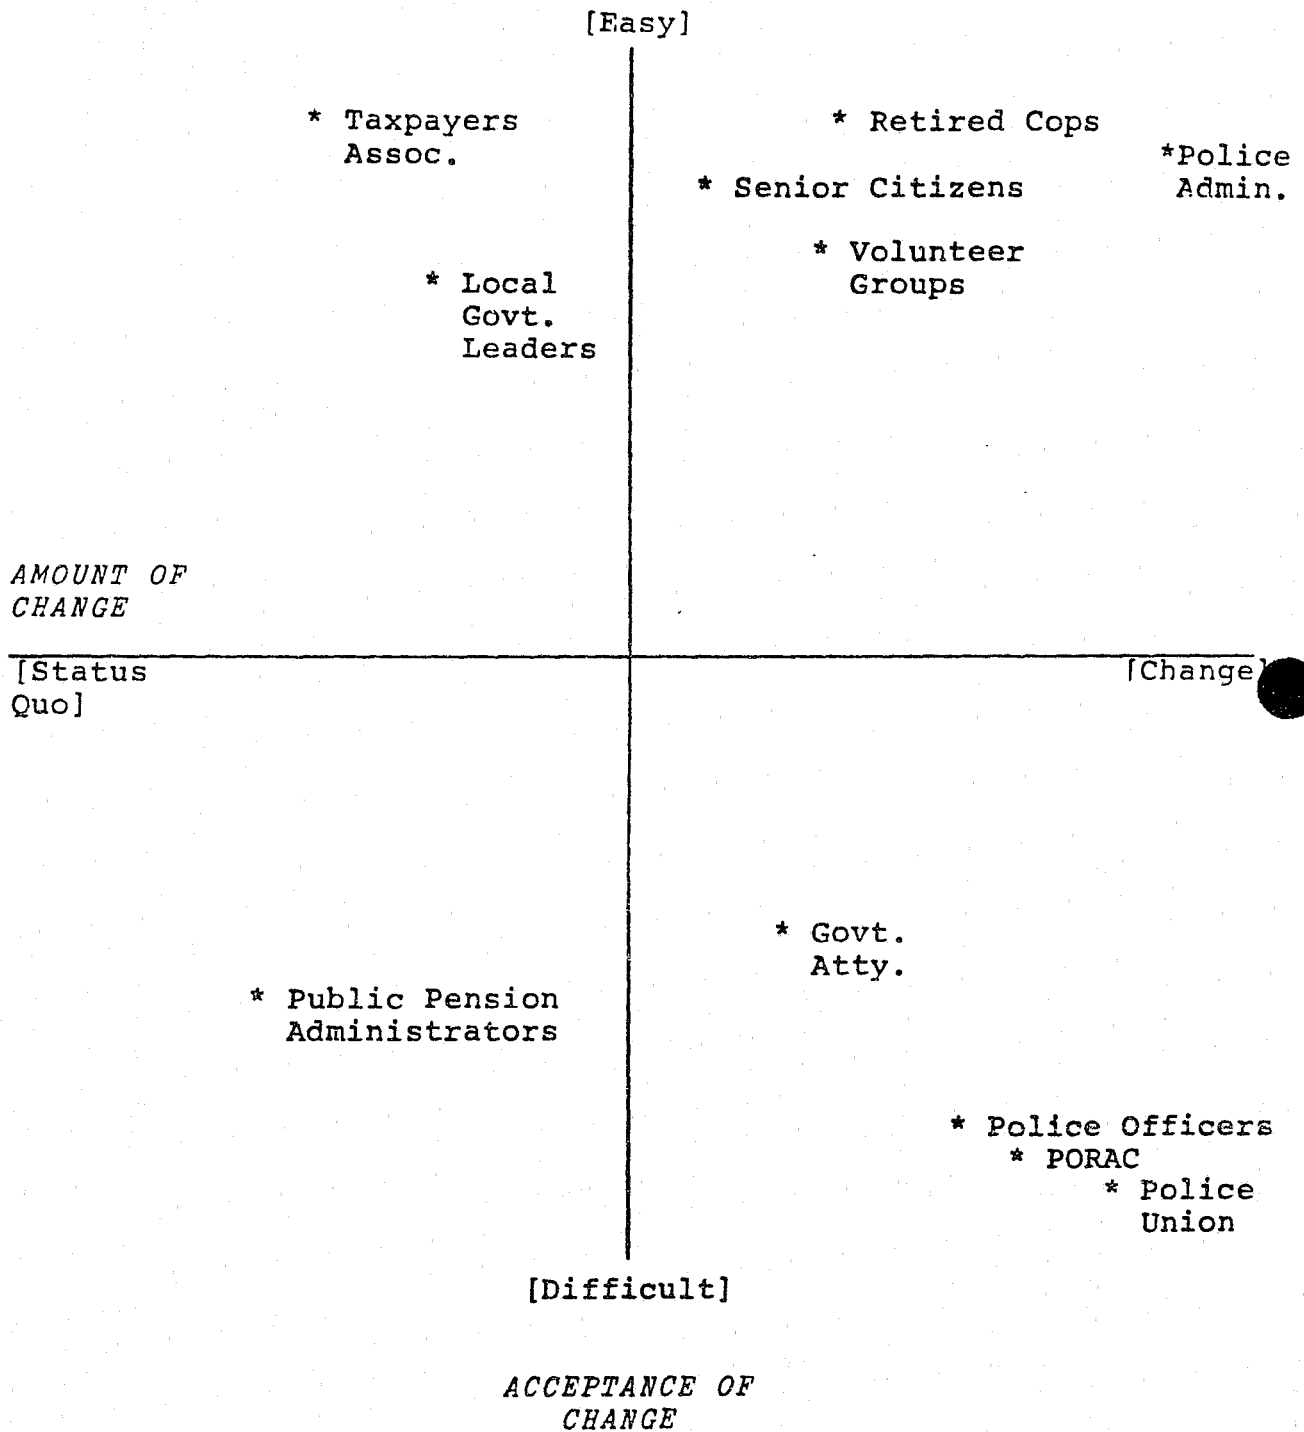 [Easy]
* Taxpayers
Assoc.
* Retired Cops
*Police
Admin.
* Senior Citizens
* Volunteer
Groups
* Local
Govt.
Leaders
AMOUNT OF
CHANGE
[Status
Quo]
[Change]
* Govt.
Atty.
* Public Pension
Administrators
* Police Officers
* PORAC
* Police
Union
[Difficult]
ACCEPTANCE OF
CHANGE